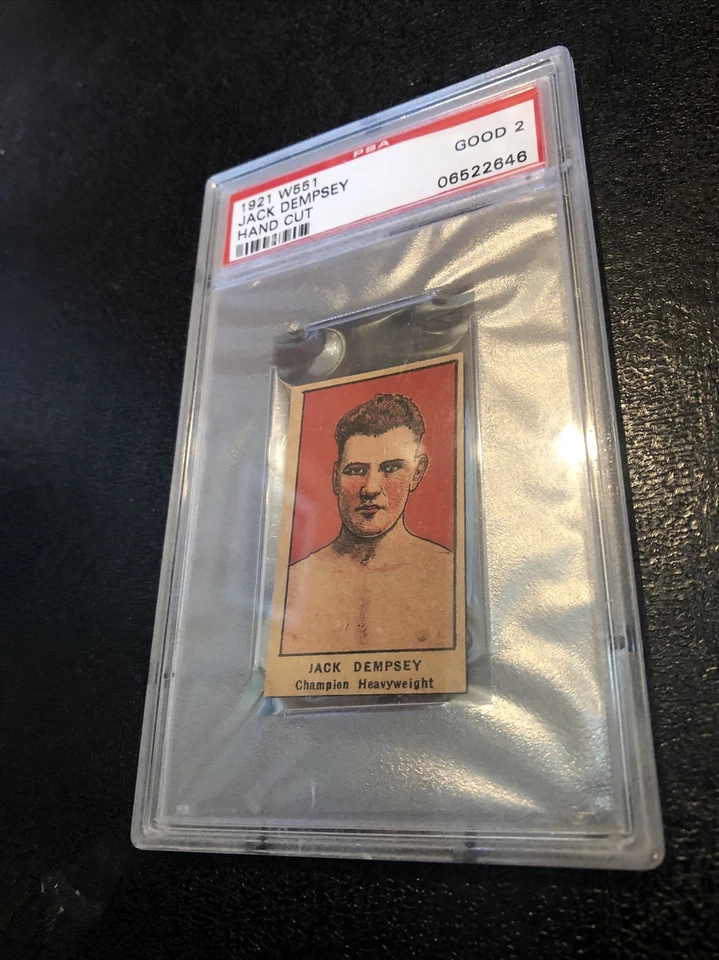 PSA
1921 W551
JACK DEMPSEY
HAND CUT
GOOD 2
06522646
JACK DEMPSEY
Champion Heavyweight